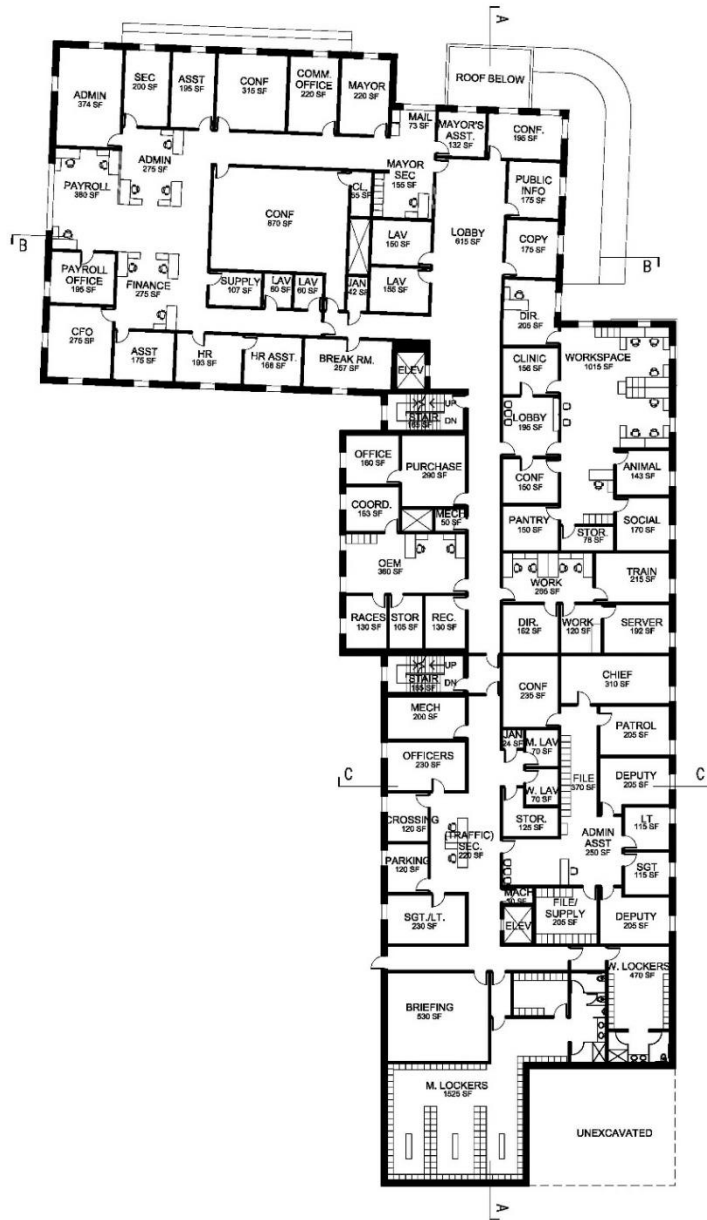 A
ROOF BELOW
ADMIN
374 SF
SEC
200 SF
ASST
195 SF
CONF
315 SF
COMM.
OFFICE
220 SF
MAYOR
220 SF
MAIL
73 SF
MAYOR'S
ASST.
132 SF
CONF.
195 SF
ADMIN
275 SF
PAYROLL
380 SF
MAYOR
SEC
155 SF
CL.
PUBLIC
INFO
175 SF
CONF
870 SF
LAV
150 SF
LOBBY
615 SF
COPY
175 SF
B
B
PAYROLL
OFFICE
195 SF
FINANCE
275 SF
SUPPLY
107 SF
LAV
60 SF
LAV
60 SF
JAN
42 SF
LAV
155 SF
DIR.
205 SF
CFO
275 SF
ASST
175 SF
HR
193 SF
HR ASST.
168 SF
BREAK RM.
257 SF
ELEV
CLINIC
156 SF
WORKSPACE
1015 SF
UP
DN
STAIR
165 SF
LOBBY
195 SF
OFFICE
160 SF
PURCHASE
290 SF
CONF
150 SF
ANIMAL
143 SF
COORD.
153 SF
MECH
50 SF
PANTRY
150 SF
STOR.
78 SF
SOCIAL
170 SF
OEM
360 SF
WORK
TRAIN
215 SF
RACES
130 SF
STOR
105 SF
REC.
130 SF
DIR.
162 SF
WORK
120 SF
SERVER
192 SF
UP
DN
STAIR
165 SF
CONF
235 SF
CHIEF
310 SF
MECH
200 SF
PATROL
205 SF
JAN
24 SF
M. LAV
70 SF
OFFICERS
230 SF
FILE
370 SF
DEPUTY
205 SF
C
C
W. LAV
70 SF
CROSSING
120 SF
(TRAFFIC)
SEC.
220 SF
STOR.
125 SF
ADMIN
ASST
250 SF
LT
115 SF
PARKING
120 SF
SGT
115 SF
MACH
FILE/
SUPPLY
205 SF
SGT./LT.
230 SF
ELEV
DEPUTY
205 SF
W. LOCKERS
470 SF
BRIEFING
530 SF
M. LOCKERS
1525 SF
UNEXCAVATED
A